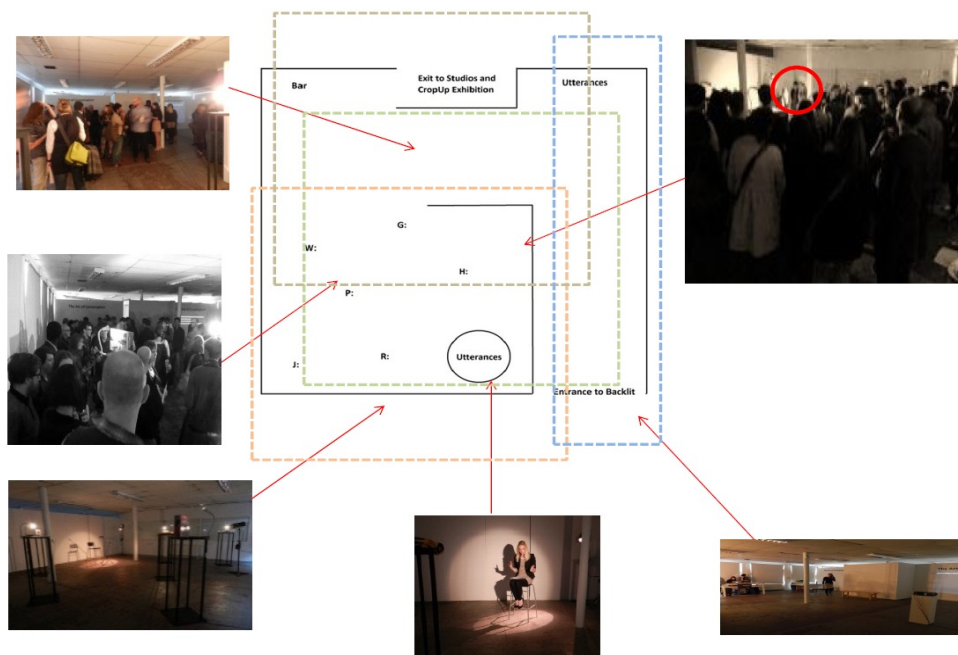 Bar
Exit to Studios and
CropUp Exhibition
Utterances
G:
W:
H:
P:
J:
R:
Utterances
Entrance to Backlit